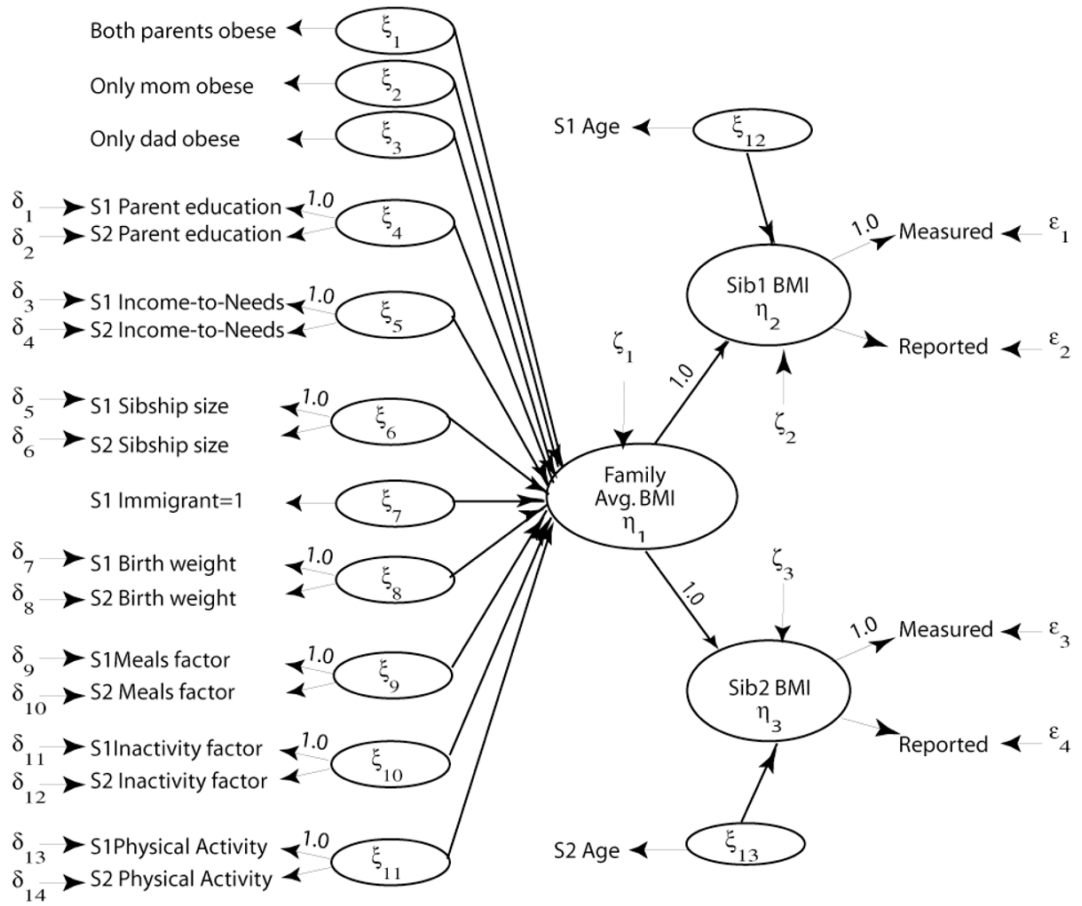 Both parents obese
ξ1
Only mom obese
ξ2
Only dad obese
ξ3
δ1 S1 Parent education 1.0
δ2 S2 Parent education
ξ4
δ3 S1 Income-to-Needs 1.0
δ4 S2 Income-to-Needs
ξ5
δ5 S1 Sibship size 1.0
δ6 S2 Sibship size
ξ6
S1 Immigrant=1
ξ7
δ7 S1 Birth weight 1.0
δ8 S2 Birth weight
ξ8
δ9 S1Meals factor 1.0
δ10 S2 Meals factor
ξ9
δ11 S1Inactivity factor 1.0
δ12 S2 Inactivity factor
ξ10
δ13 S1Physical Activity 1.0
δ14 S2 Physical Activity
ξ11
ζ1
Family
Avg. BMI
η1
1.0
1.0
S1 Age
ξ12
Sib1 BMI
η2
1.0
Measured ε1
Reported ε2
ζ2
ζ3
Sib2 BMI
η3
1.0
Measured ε3
Reported ε4
S2 Age
ξ13